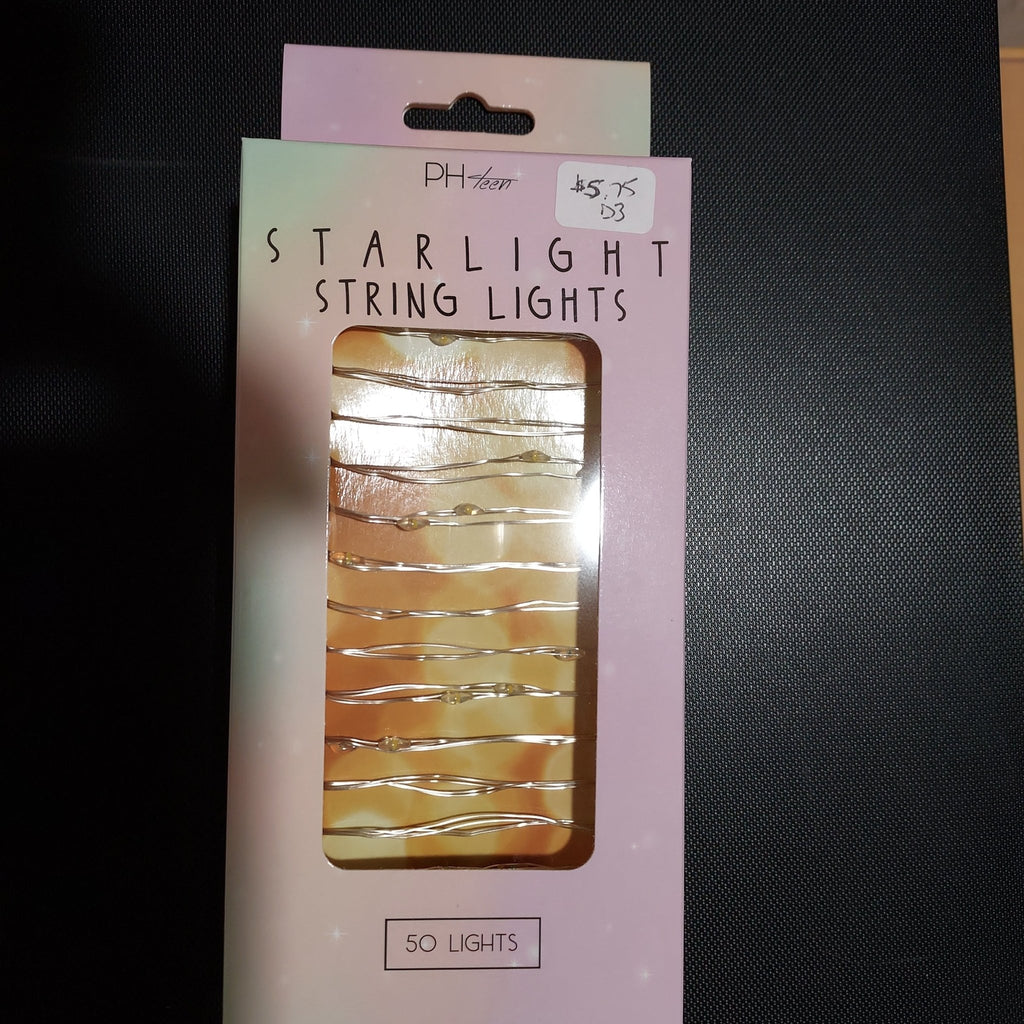 PH teen
$5.75
D3
STARLIGHT
STRING LIGHTS
50 LIGHTS